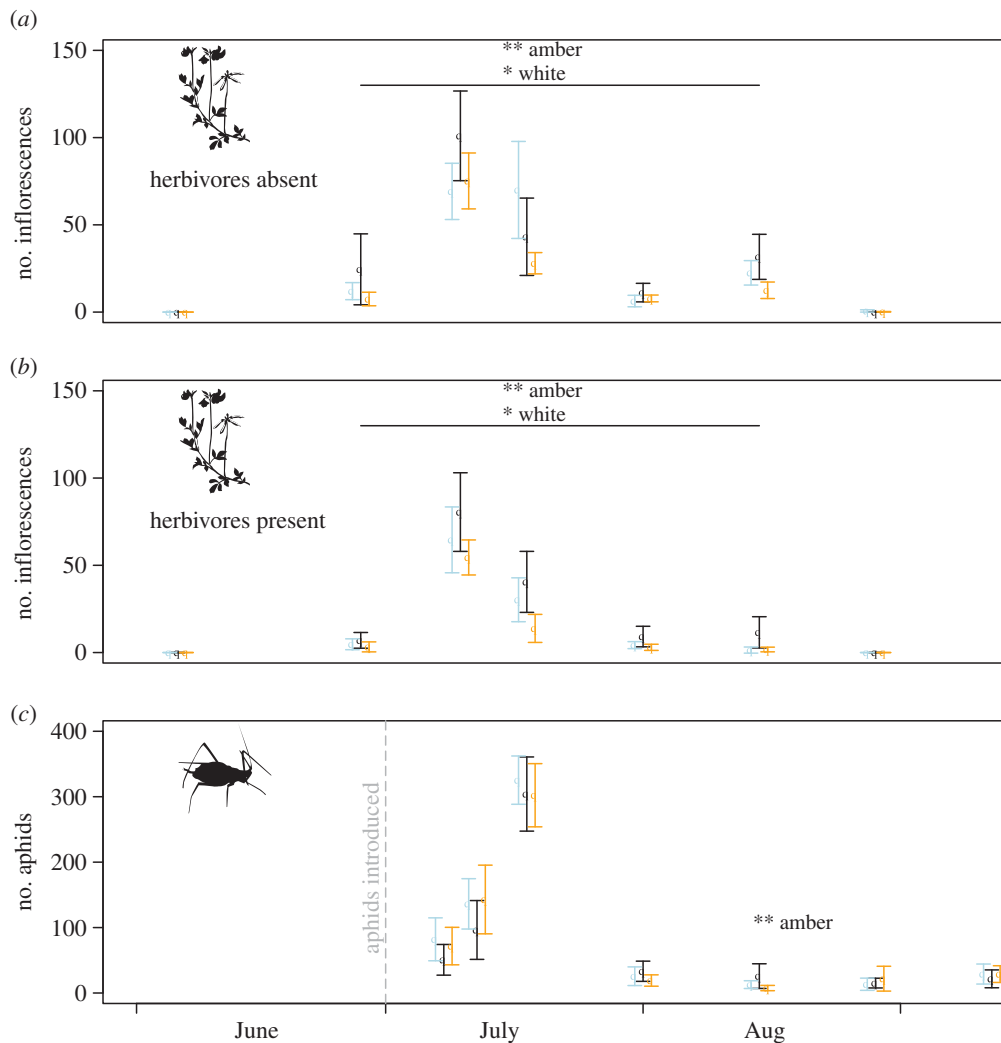 (a)
150
100
50
0
no. inflorescences
herbivores absent
** amber
* white
(b)
150
100
50
0
no. inflorescences
herbivores present
** amber
* white
(c)
400
300
200
100
0
no. aphids
aphids introduced
** amber
June July Aug